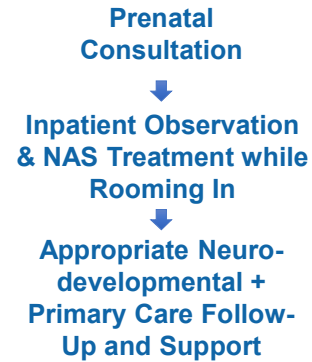 Prenatal
Consultation
Inpatient Observation
& NAS Treatment while
Rooming In
Appropriate Neuro-
developmental +
Primary Care Follow-
Up and Support